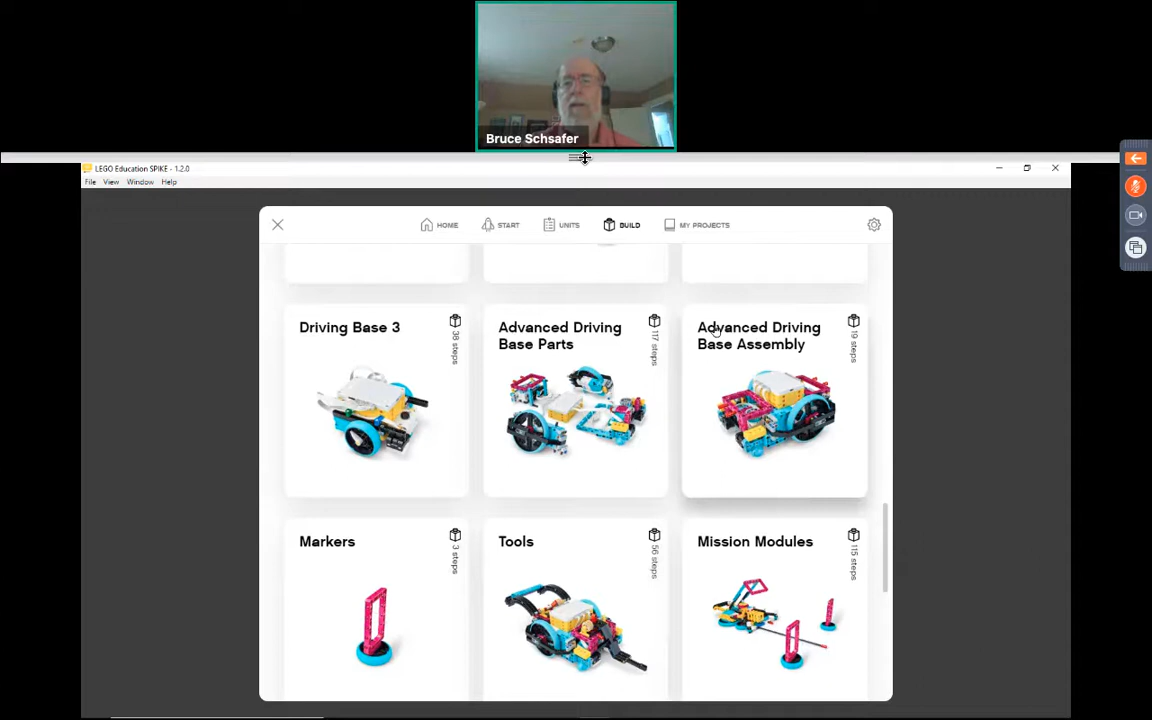 Bruce Schsafer
LEGO Education SPIKE - 1.2.0
File View Window Help
HOME START UNITS BUILD MY PROJECTS
Driving Base 3
38 steps
Advanced Driving
Base Parts
117 steps
Advanced Driving
Base Assembly
19 steps
Markers
3 steps
Tools
56 steps
Mission Modules
115 steps